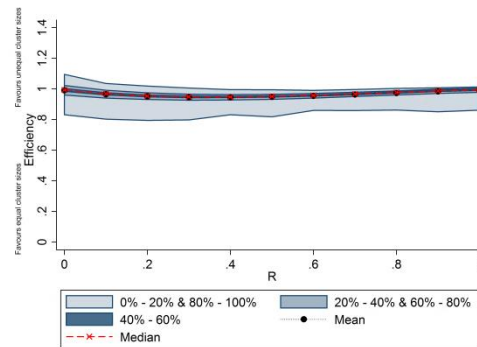 Favours unequal cluster sizes
Favours equal cluster sizes
Efficiency
1.4
1.2
1
.8
.6
.4
.2
0
0
.2
.4
.6
.8
R
0% - 20% & 80% - 100%
20% - 40% & 60% - 80%
40% - 60%
Mean
Median